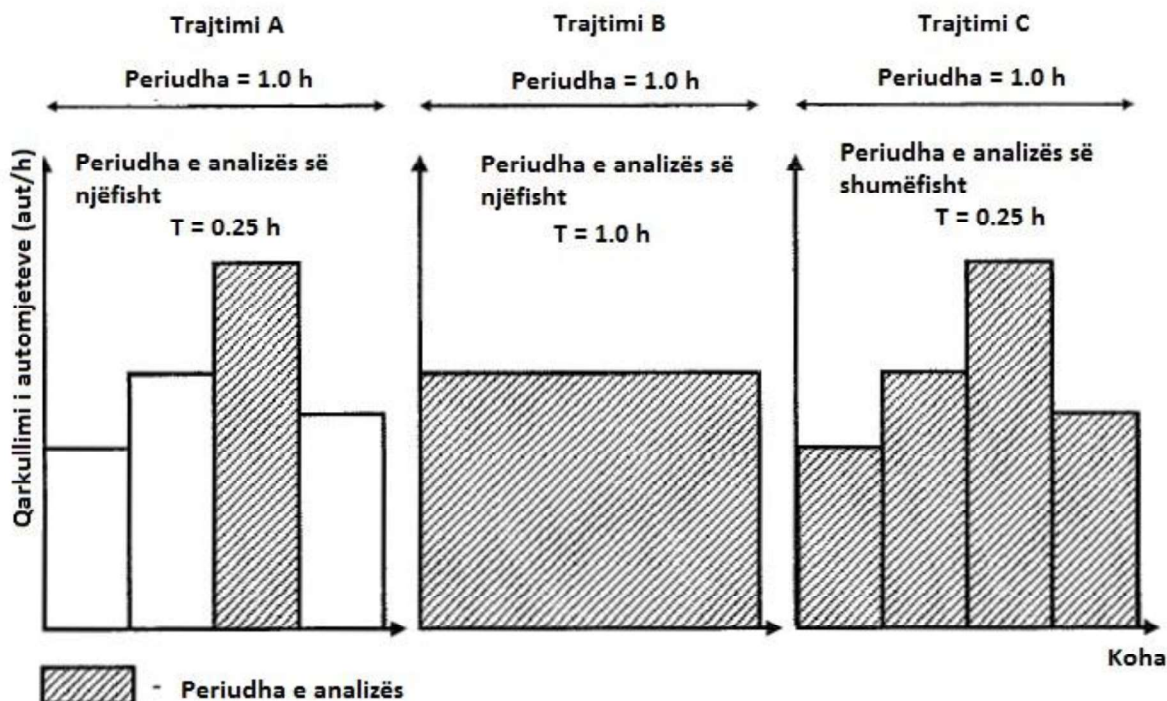 Trajtimi A
Trajtimi B
Trajtimi C
Periudha = 1.0 h
Periudha = 1.0 h
Periudha = 1.0 h
Qarkullimi i automjeteve (aut/h)
Periudha e analizës së
njëfisht
T = 0.25 h
Periudha e analizës së
njëfisht
T = 1.0 h
Periudha e analizës së
shumëfisht
T = 0.25 h
Koha
- Periudha e analizës